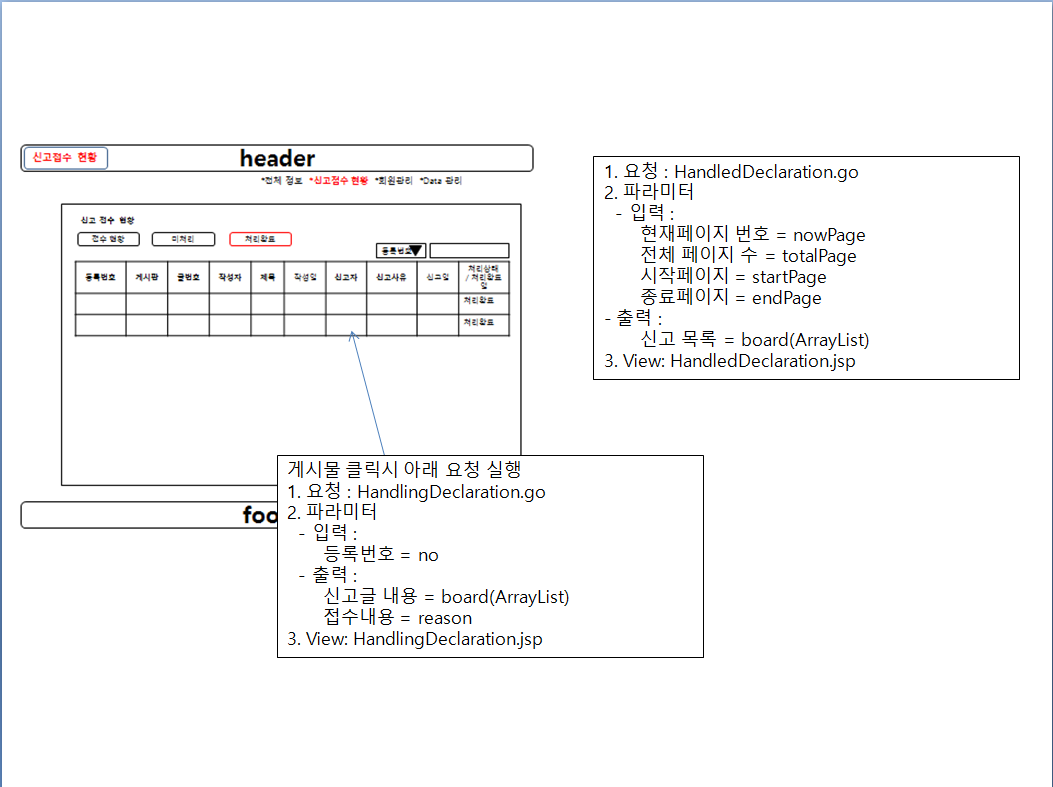 신고접수 현황
header
*전체 정보 *신고접수 현황 *회원관리 *Data 관리
신고 접수 현황
접수 현황 미처리 처리완료
등록번호
등록번호 게시판 글번호 작성자 제목 작성일 신고자 신고사유 신고일 처리상태
/ 처리완료
일
처리완료
처리완료
foo
1. 요청 : HandledDeclaration.go
2. 파라미터
- 입력 :
현재페이지 번호 = nowPage
전체 페이지 수 = totalPage
시작페이지 = startPage
종료페이지 = endPage
- 출력 :
신고 목록 = board(ArrayList)
3. View: HandledDeclaration.jsp
게시물 클릭시 아래 요청 실행
1. 요청 : HandlingDeclaration.go
2. 파라미터
- 입력 :
등록번호 = no
- 출력 :
신고글 내용 = board(ArrayList)
접수내용 = reason
3. View: HandlingDeclaration.jsp